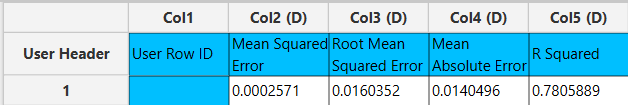 Col1 Col2 (D) Col3 (D) Col4 (D) Col5 (D)
User Header User Row ID Mean Squared Error Root Mean Squared Error Mean Absolute Error R Squared
1 0.0002571 0.0160352 0.0140496 0.7805889